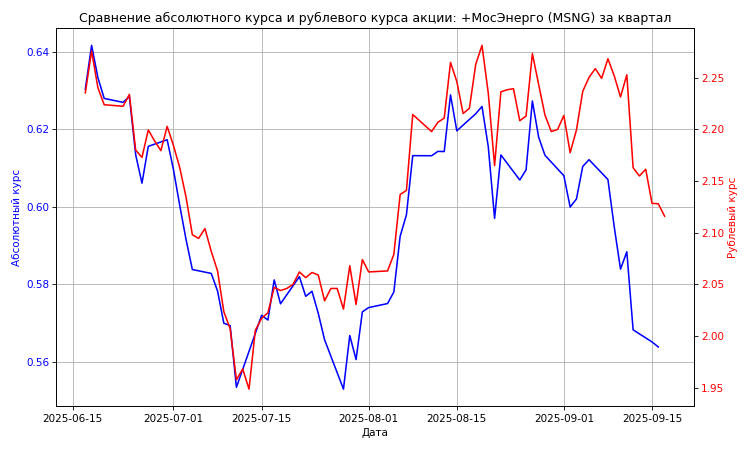 Сравнение абсолютного курса и рублевого курса акции: +МосЭнерго (MSNG) за квартал
0.64
0.62
0.60
0.58
0.56
Абсолютный курс
2.25
2.20
2.15
2.10
2.05
2.00
1.95
Рублевый курс
2025-06-15 2025-07-01 2025-07-15 2025-08-01 2025-08-15 2025-09-01 2025-09-15
Дата